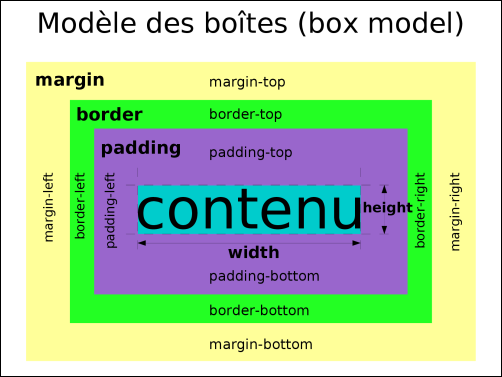 Modèle des boîtes (box model)
margin
margin-top
border
border-top
padding
padding-top
margin-left
border-left
padding-left
contenu
height
border-right
margin-right
width
padding-bottom
border-bottom
margin-bottom